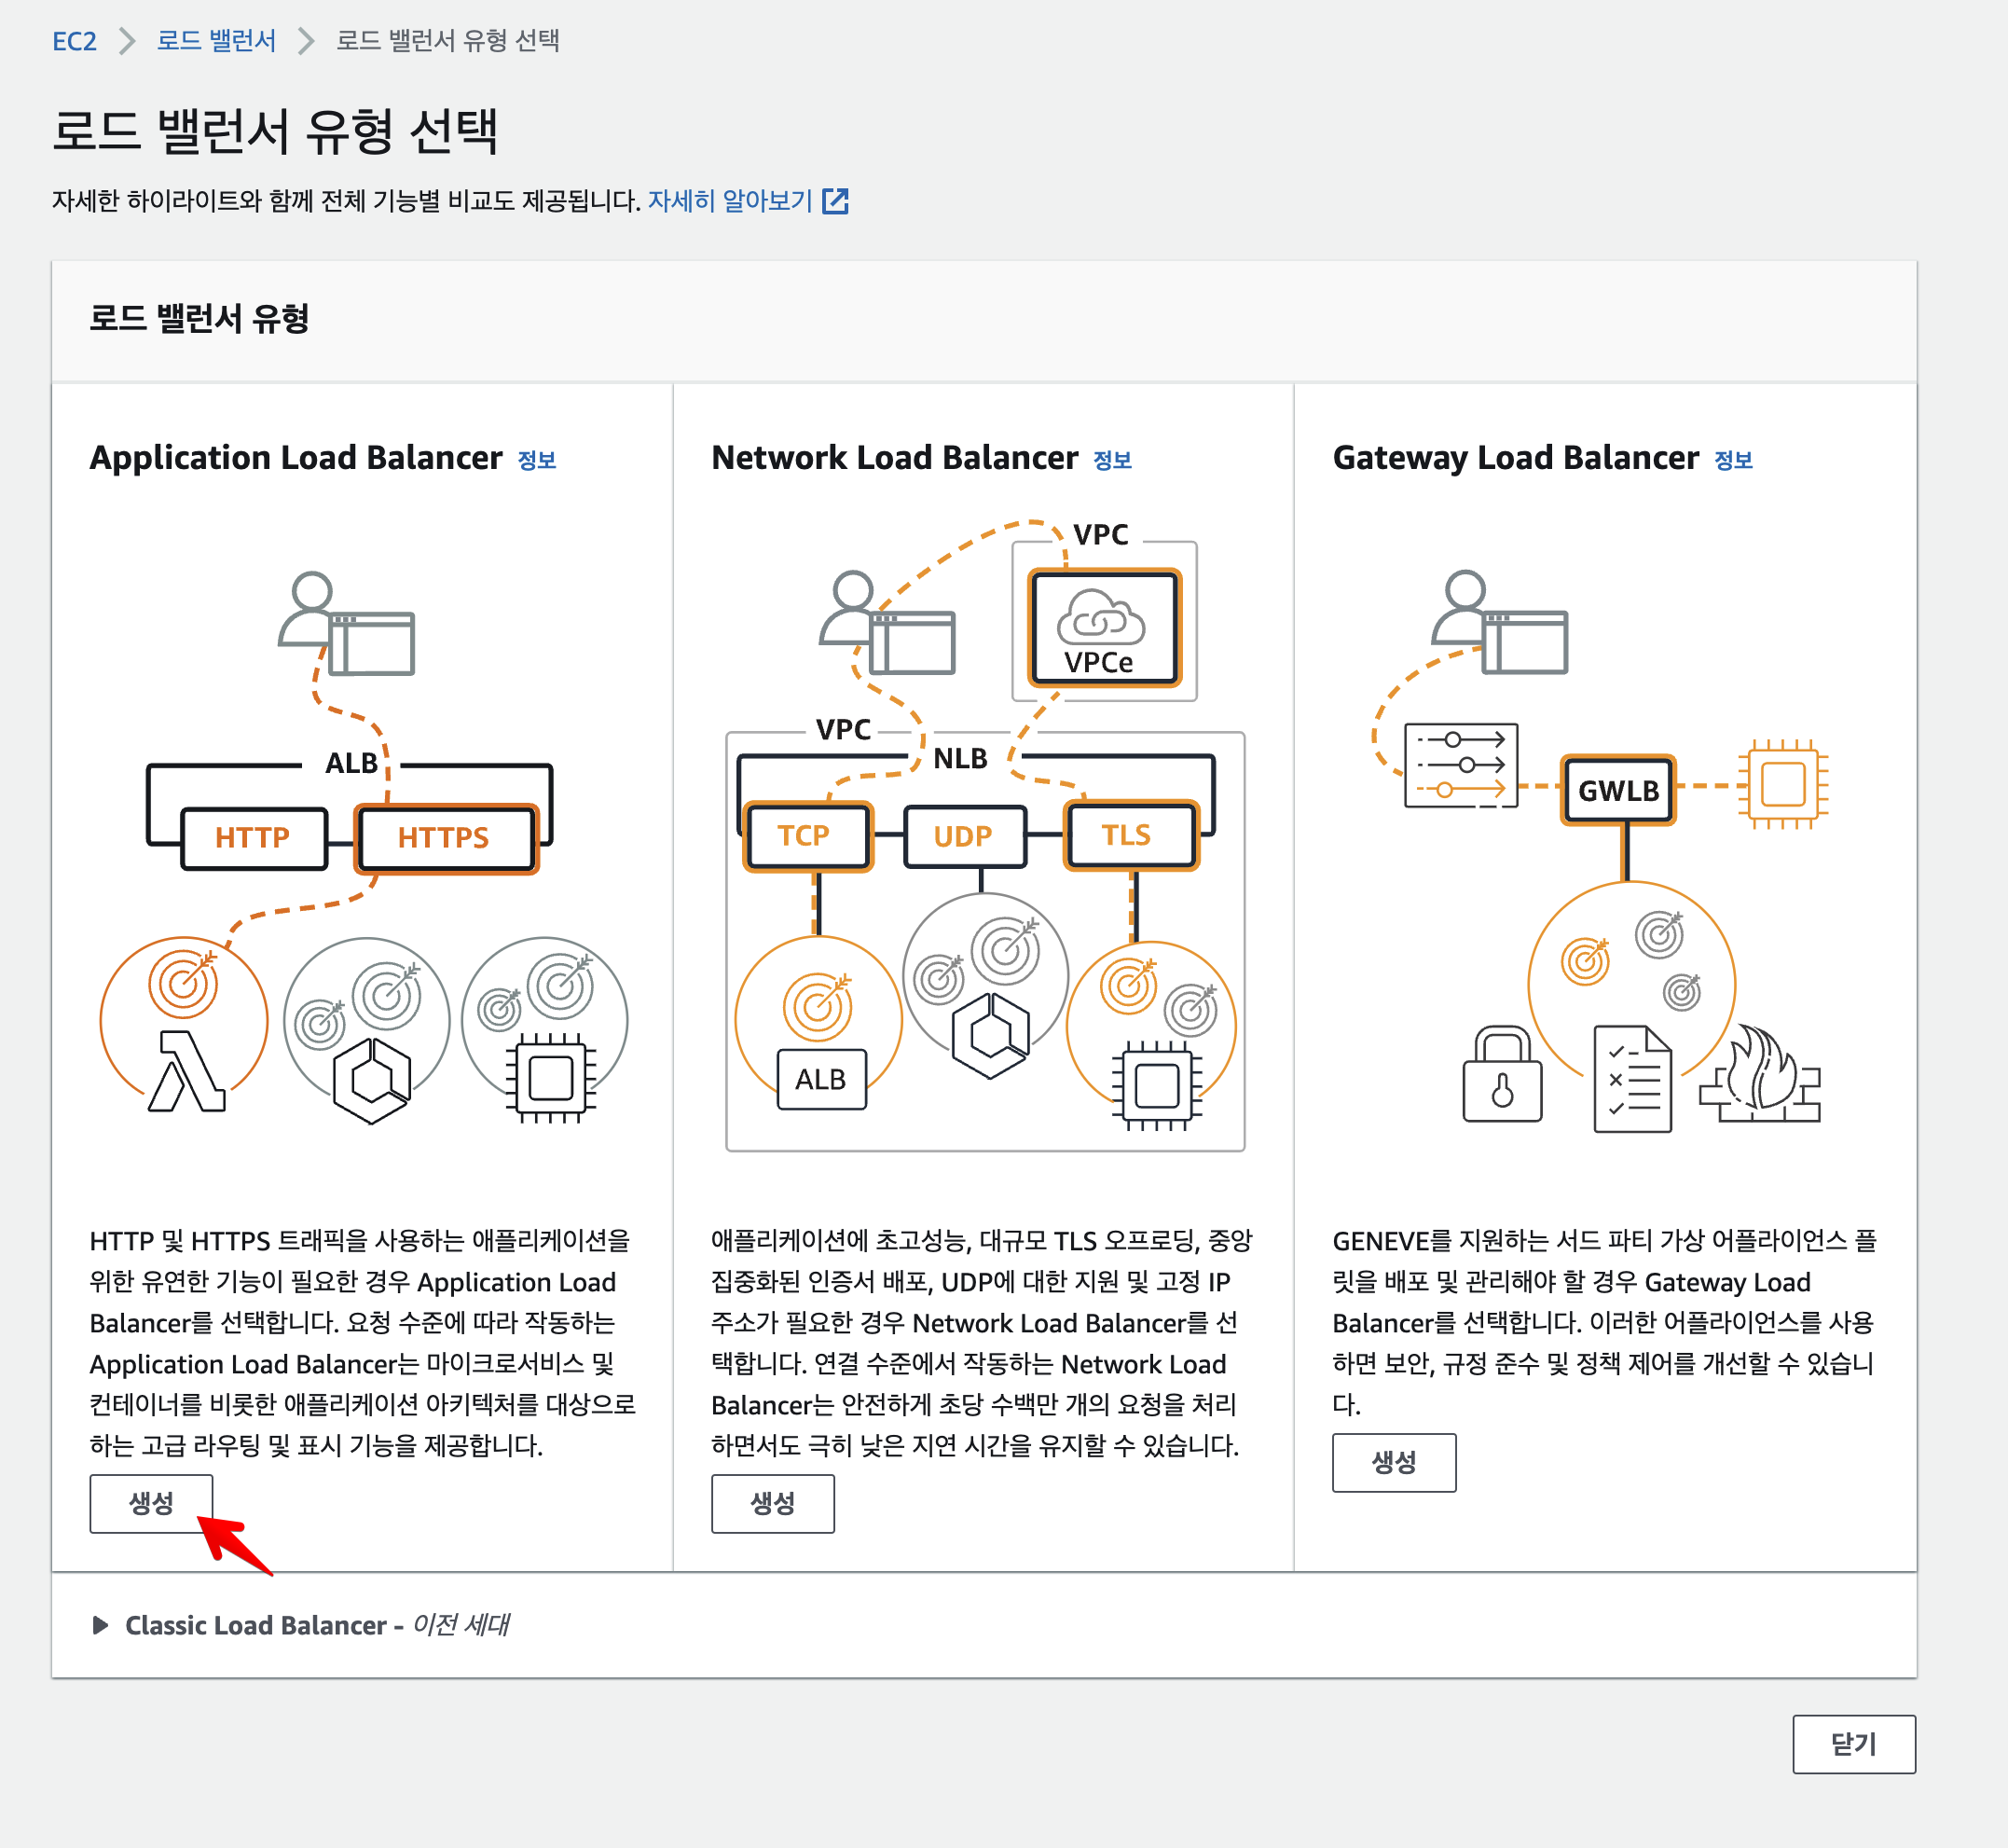 EC2 로드 밸런서 로드 밸런서 유형 선택
로드 밸런서 유형 선택
자세한 하이라이트와 함께 전체 기능별 비교도 제공됩니다. 자세히 알아보기
로드 밸런서 유형
Application Load Balancer 정보
ALB
HTTP
HTTPS
HTTP 및 HTTPS 트래픽을 사용하는 애플리케이션을
위한 유연한 기능이 필요한 경우 Application Load
Balancer를 선택합니다. 요청 수준에 따라 작동하는
Application Load Balancer는 마이크로서비스 및
컨테이너를 비롯한 애플리케이션 아키텍처를 대상으로
하는 고급 라우팅 및 표시 기능을 제공합니다.
생성
Network Load Balancer 정보
VPC
VPCe
VPC
NLB
TCP
UDP
TLS
ALB
애플리케이션에 초고성능, 대규모 TLS 오프로딩, 중앙
집중화된 인증서 배포, UDP에 대한 지원 및 고정 IP
주소가 필요한 경우 Network Load Balancer를 선
택합니다. 연결 수준에서 작동하는 Network Load
Balancer는 안전하게 초당 수백만 개의 요청을 처리
하면서도 극히 낮은 지연 시간을 유지할 수 있습니다.
생성
Gateway Load Balancer 정보
GWLB
GENEVE를 지원하는 서드 파티 가상 어플라이언스 플
릿을 배포 및 관리해야 할 경우 Gateway Load
Balancer를 선택합니다. 이러한 어플라이언스를 사용
하면 보안, 규정 준수 및 정책 제어를 개선할 수 있습니
다.
생성
Classic Load Balancer - 이전 세대
닫기